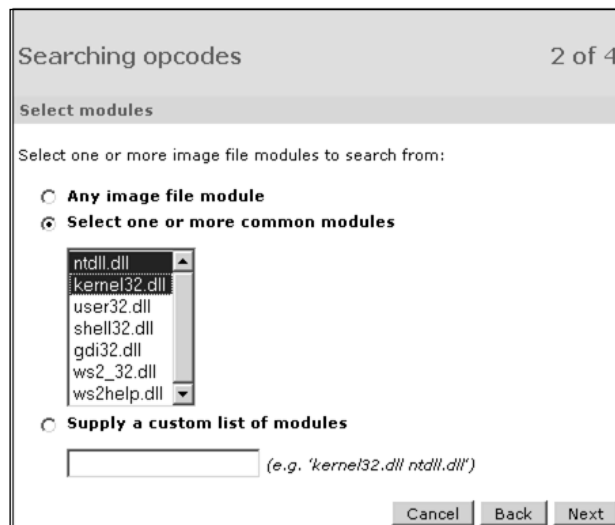 Searching opcodes 2 of 4
Select modules
Select one or more image file modules to search from:
Any image file module
Select one or more common modules
ntdll.dll
kernel32.dll
user32.dll
shell32.dll
gdi32.dll
ws2_32.dll
ws2help.dll
Supply a custom list of modules
(e.g. 'kernel32.dll ntdll.dll')
Cancel Back Next